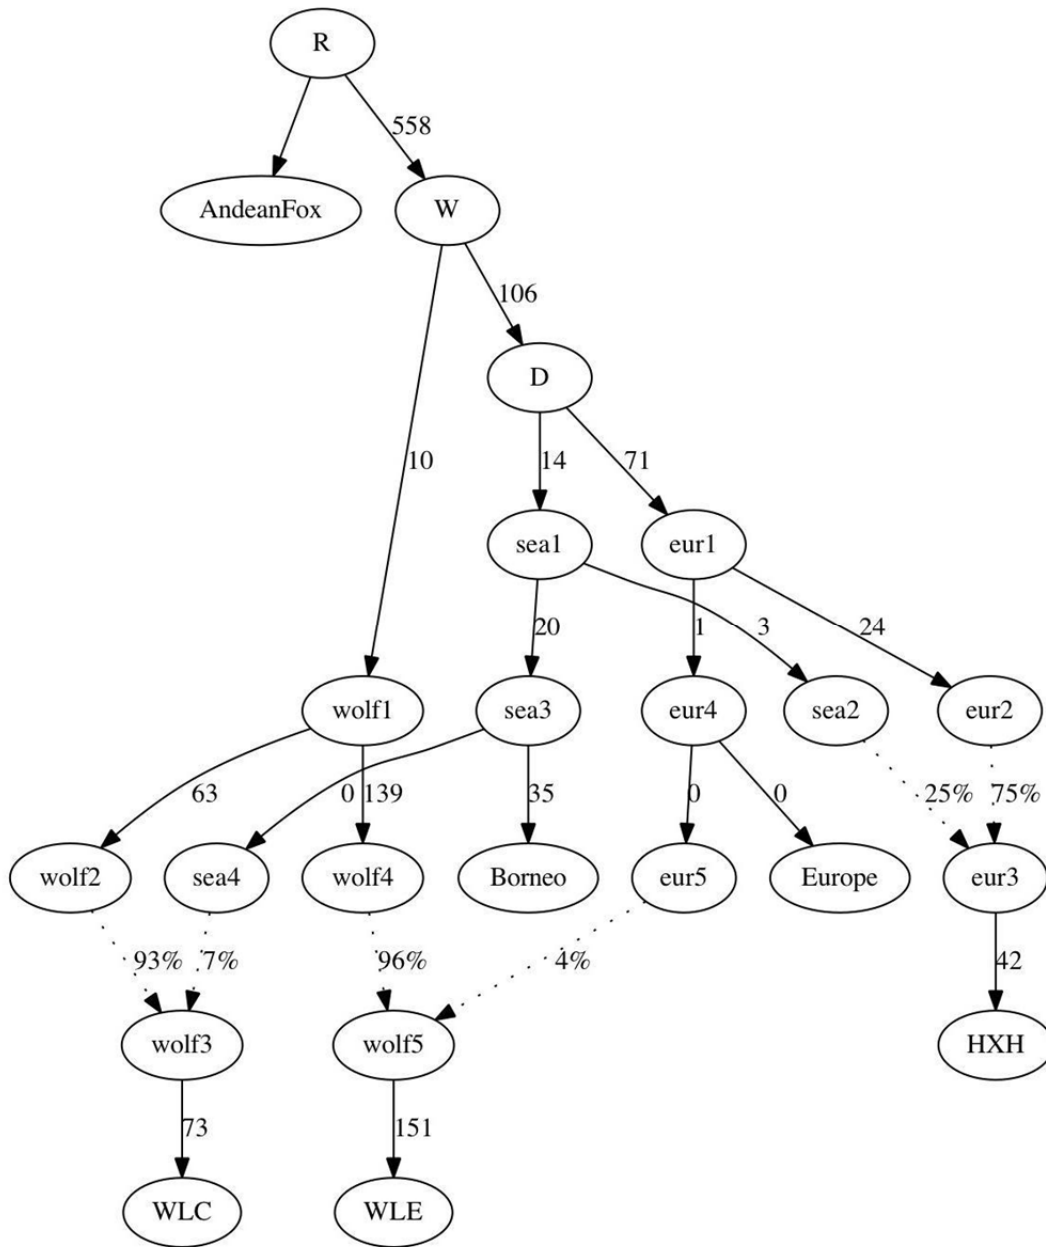 R
558
AndeanFox
W
106
D
10
14
71
sea1
eur1
20
1
3
24
wolf1
sea3
eur4
sea2
eur2
63
0
139
35
0
0
25%
75%
wolf2
sea4
wolf4
Borneo
eur5
Europe
eur3
93%
7%
96%
4%
42
wolf3
wolf5
HXH
73
151
WLC
WLE